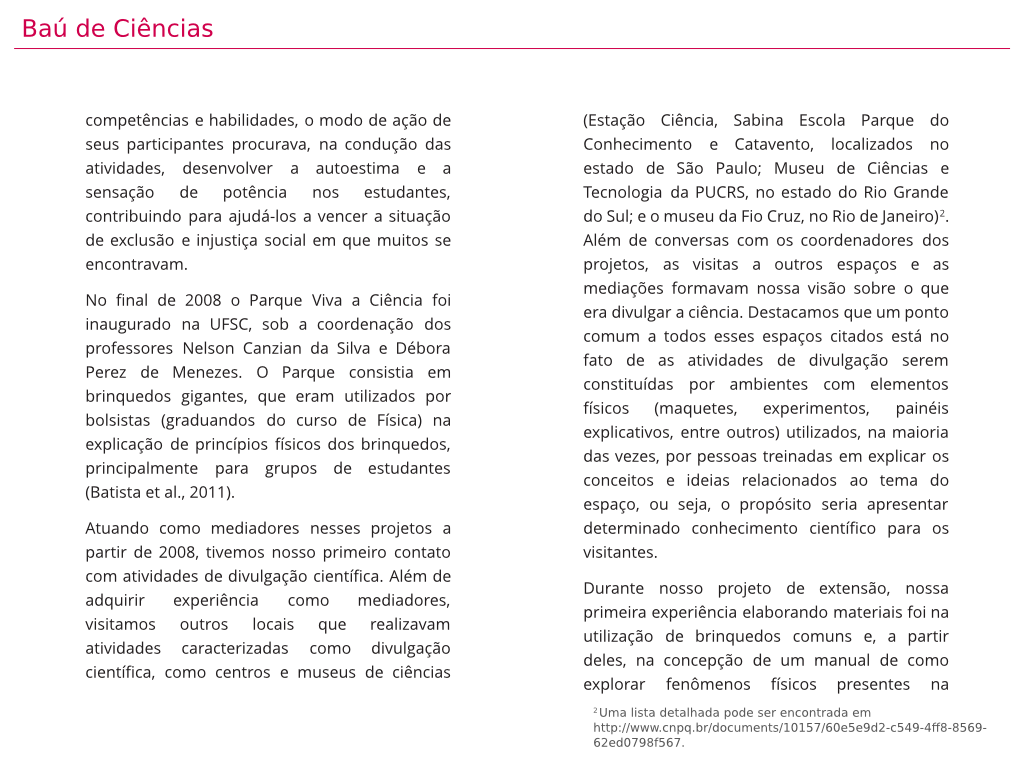 Baú de Ciências
competências e habilidades, o modo de ação de
seus participantes procurava, na condução das
atividades, desenvolver a autoestima e a
sensação de potência nos estudantes,
contribuindo para ajudá-los a vencer a situação
de exclusão e injustiça social em que muitos se
encontravam.
No final de 2008 o Parque Viva a Ciência foi
inaugurado na UFSC, sob a coordenação dos
professores Nelson Canzian da Silva e Débora
Perez de Menezes. O Parque consistia em
brinquedos gigantes, que eram utilizados por
bolsistas (graduandos do curso de Física) na
explicação de princípios físicos dos brinquedos,
principalmente para grupos de estudantes
(Batista et al., 2011).
Atuando como mediadores nesses projetos a
partir de 2008, tivemos nosso primeiro contato
com atividades de divulgação científica. Além de
adquirir experiência como mediadores,
visitamos outros locais que realizavam
atividades caracterizadas como divulgação
científica, como centros e museus de ciências
(Estação Ciência, Sabina Escola Parque do
Conhecimento e Catavento, localizados no
estado de São Paulo; Museu de Ciências e
Tecnologia da PUCRS, no estado do Rio Grande
do Sul; e o museu da Fio Cruz, no Rio de Janeiro)².
Além de conversas com os coordenadores dos
projetos, as visitas a outros espaços e as
mediações formavam nossa visão sobre o que
era divulgar a ciência. Destacamos que um ponto
comum a todos esses espaços citados está no
fato de as atividades de divulgação serem
constituídas por ambientes com elementos
físicos (maquetes, experimentos, painéis
explicativos, entre outros) utilizados, na maioria
das vezes, por pessoas treinadas em explicar os
conceitos e ideias relacionados ao tema do
espaço, ou seja, o propósito seria apresentar
determinado conhecimento científico para os
visitantes.
Durante nosso projeto de extensão, nossa
primeira experiência elaborando materiais foi na
utilização de brinquedos comuns e, a partir
deles, na concepção de um manual de como
explorar fenômenos físicos presentes na
² Uma lista detalhada pode ser encontrada em
http://www.cnpq.br/documents/10157/60e5e9d2-c549-4ff8-8569-
62ed0798f567.